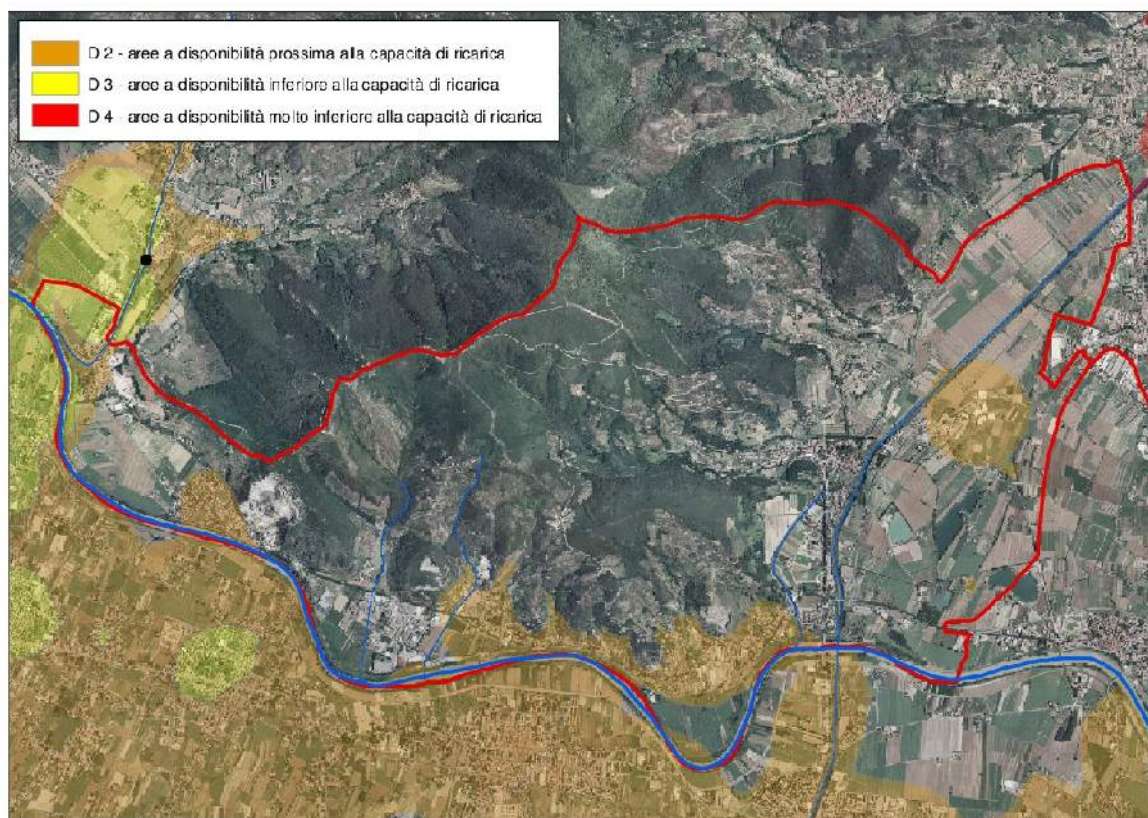 D 2 - aree a disponibilità prossima alla capacità di ricarica
D 3 - aree a disponibilità inferiore alla capacità di ricarica
D 4 - aree a disponibilità molto inferiore alla capacità di ricarica